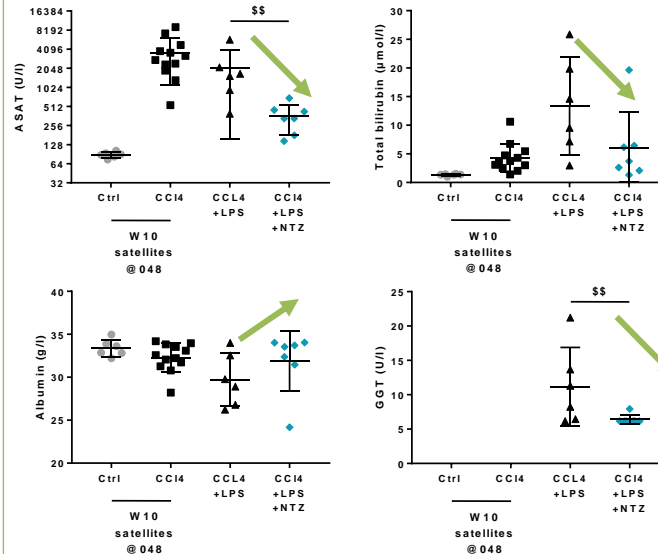 16384
8192
4096
2048
1024
512
256
128
64
32
ASAT (U/l)
$$
Ctrl
CCl4
CCL4
+LPS
CCl4
+LPS
+NTZ
W10
satellites
@048
30
25
20
15
10
5
0
Total bilirubin (µmol/l)
Ctrl
CCl4
CCL4
+LPS
CCl4
+LPS
+NTZ
W10
satellites
@048
40
35
30
25
20
Albumin (g/l)
Ctrl
CCl4
CCL4
+LPS
CCl4
+LPS
+NTZ
W10
satellites
@048
25
20
15
10
5
0
GGT (U/l)
$$
Ctrl
CCl4
CCL4
+LPS
CCl4
+LPS
+NTZ
W10
satellites
@048